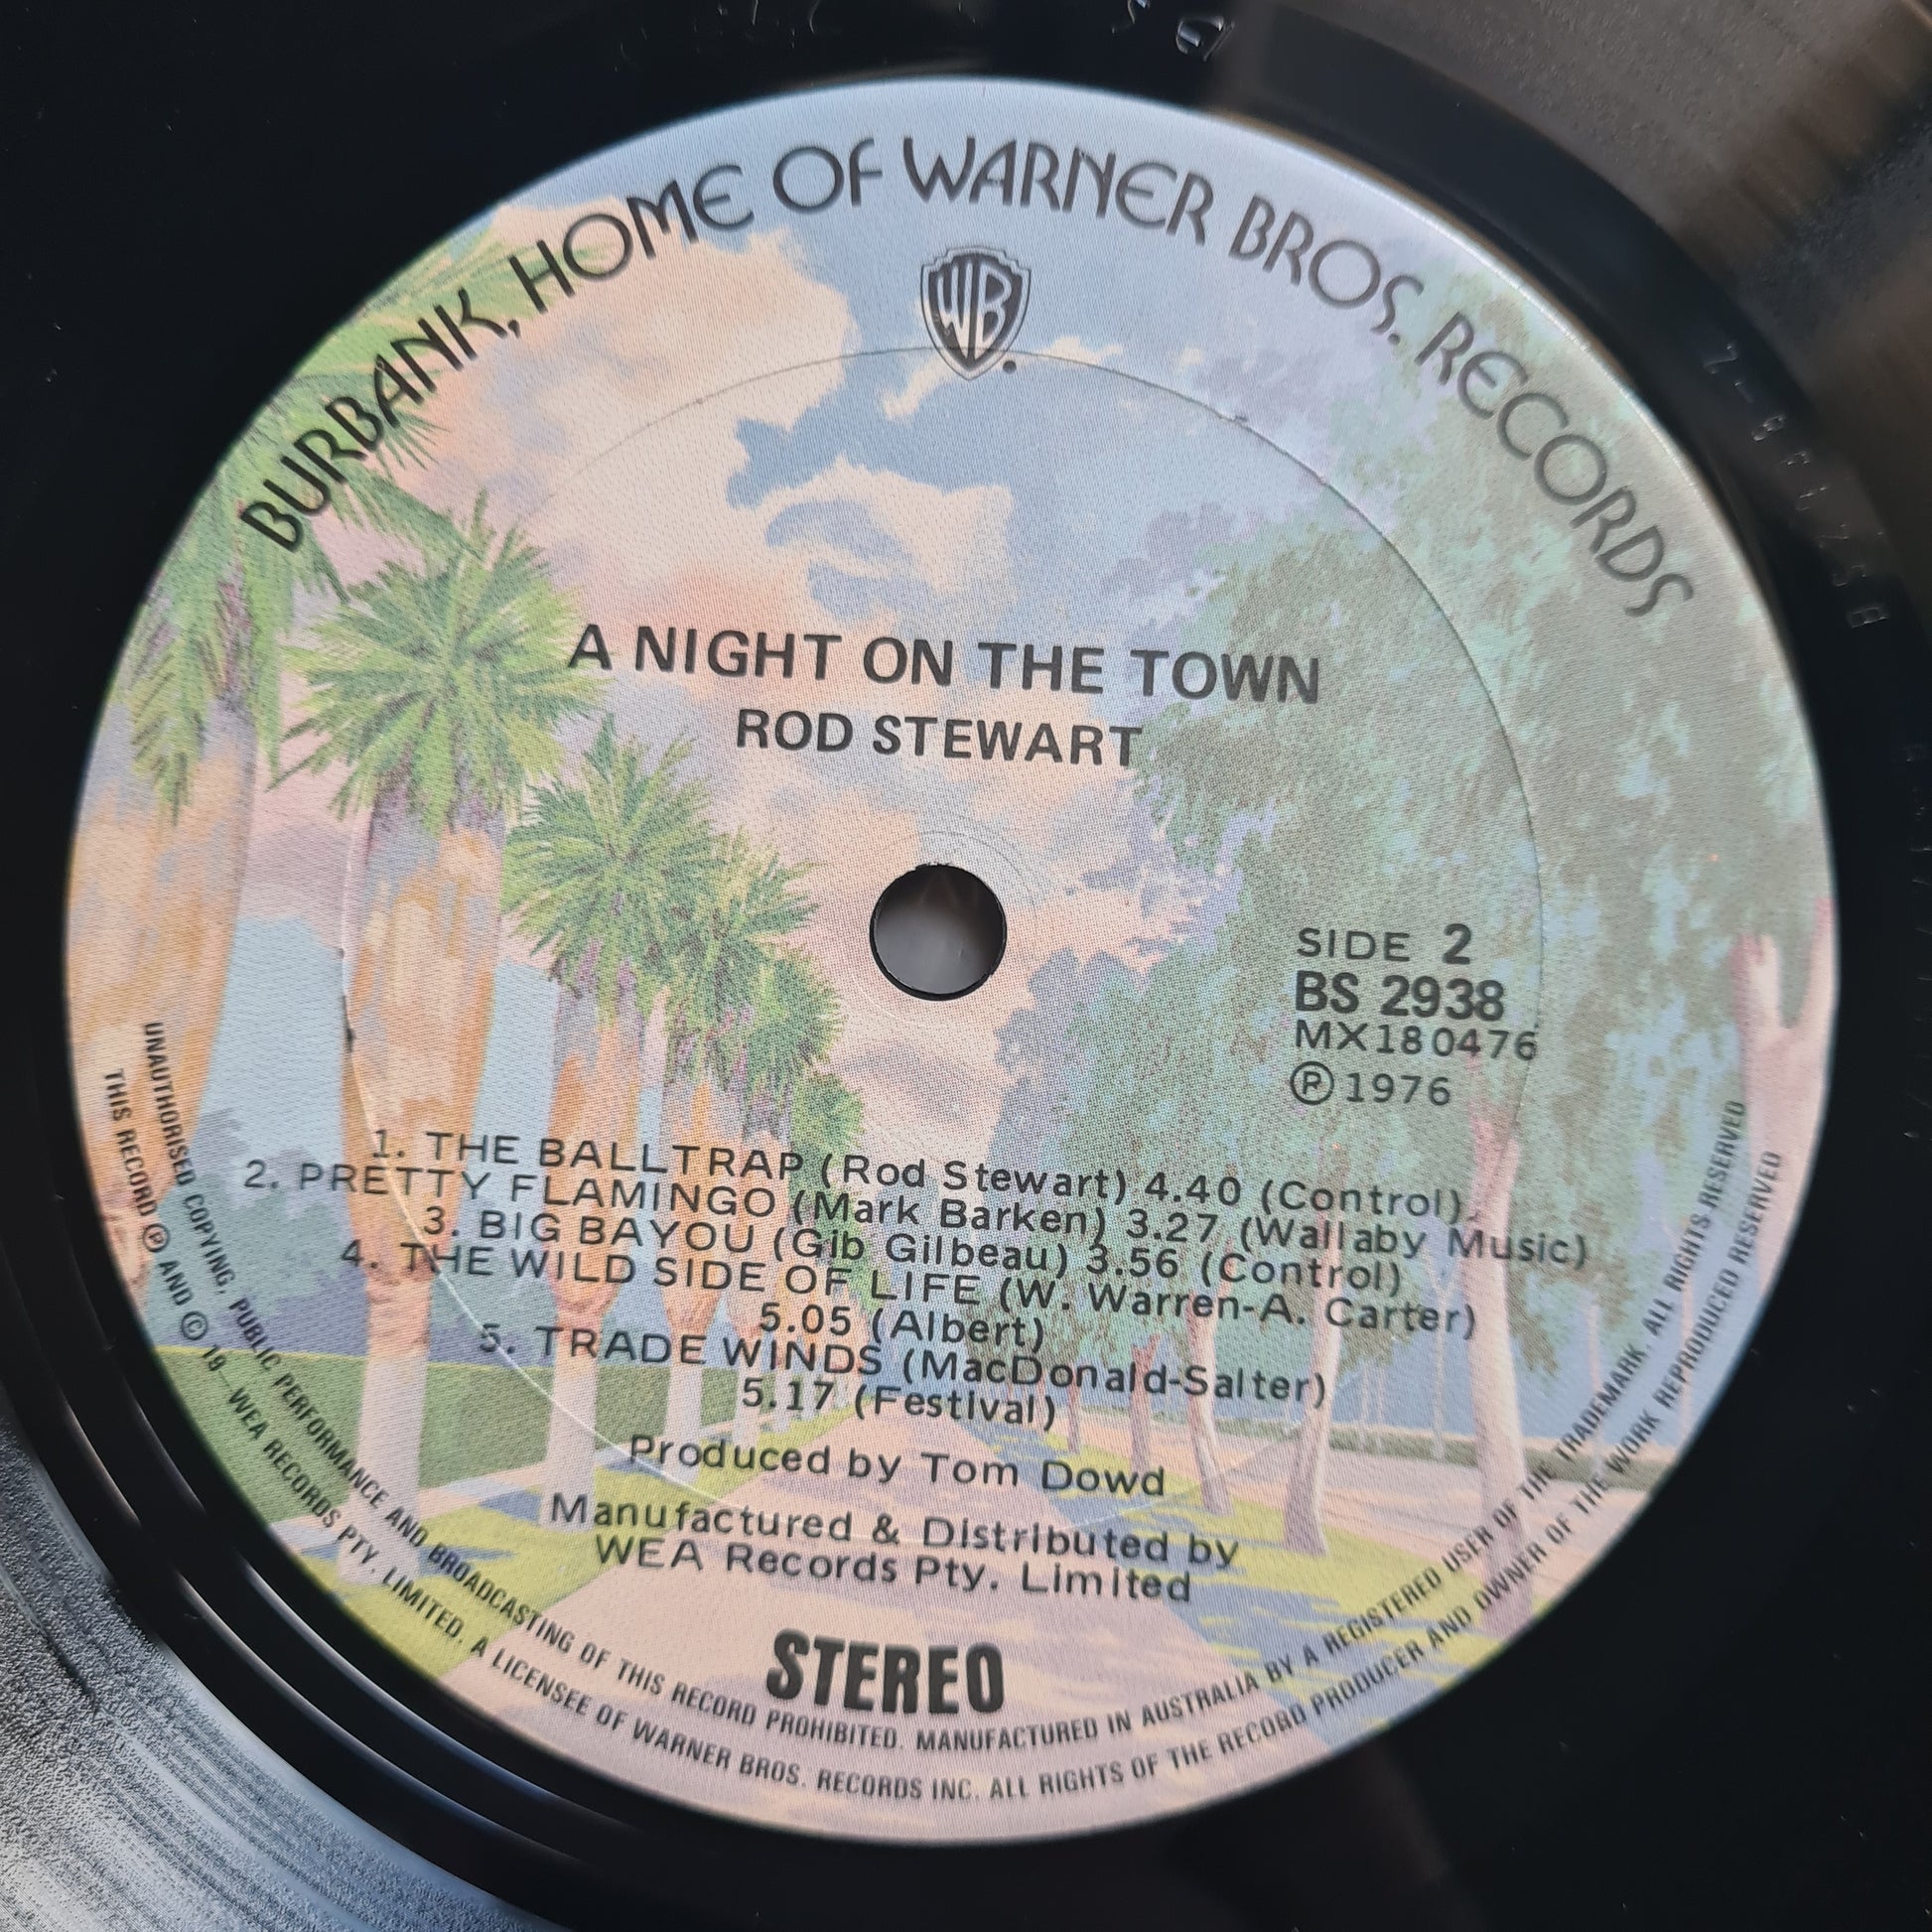 BURBANK, HOME OF WARNER BROS. RECORDS
WB
A NIGHT ON THE TOWN
ROD STEWART
SIDE 2
BS 2938
MX180476
Ⓟ 1976
1. THE BALLTRAP (Rod Stewart) 4.40 (Control)
2. PRETTY FLAMINGO (Mark Barken) 3.27 (Wallaby Music)
3. BIG BAYOU (Gib Gilbeau) 3.56 (Control)
4. THE WILD SIDE OF LIFE (W. Warren-A. Carter)
5.05 (Albert)
5. TRADE WINDS (MacDonald-Salter)
5.17 (Festival)
Produced by Tom Dowd
Manufactured & Distributed by
WEA Records Pty. Limited
STEREO
UNAUTHORISED COPYING, PUBLIC PERFORMANCE AND BROADCASTING OF THIS RECORD PROHIBITED. MANUFACTURED IN AUSTRALIA BY A REGISTERED USER OF THE TRADEMARK. ALL RIGHTS RESERVED
THIS RECORD Ⓟ AND © 19— WEA RECORDS PTY. LIMITED. A LICENSEE OF WARNER BROS. RECORDS INC. ALL RIGHTS OF THE RECORD PRODUCER AND OWNER OF THE WORK REPRODUCED RESERVED